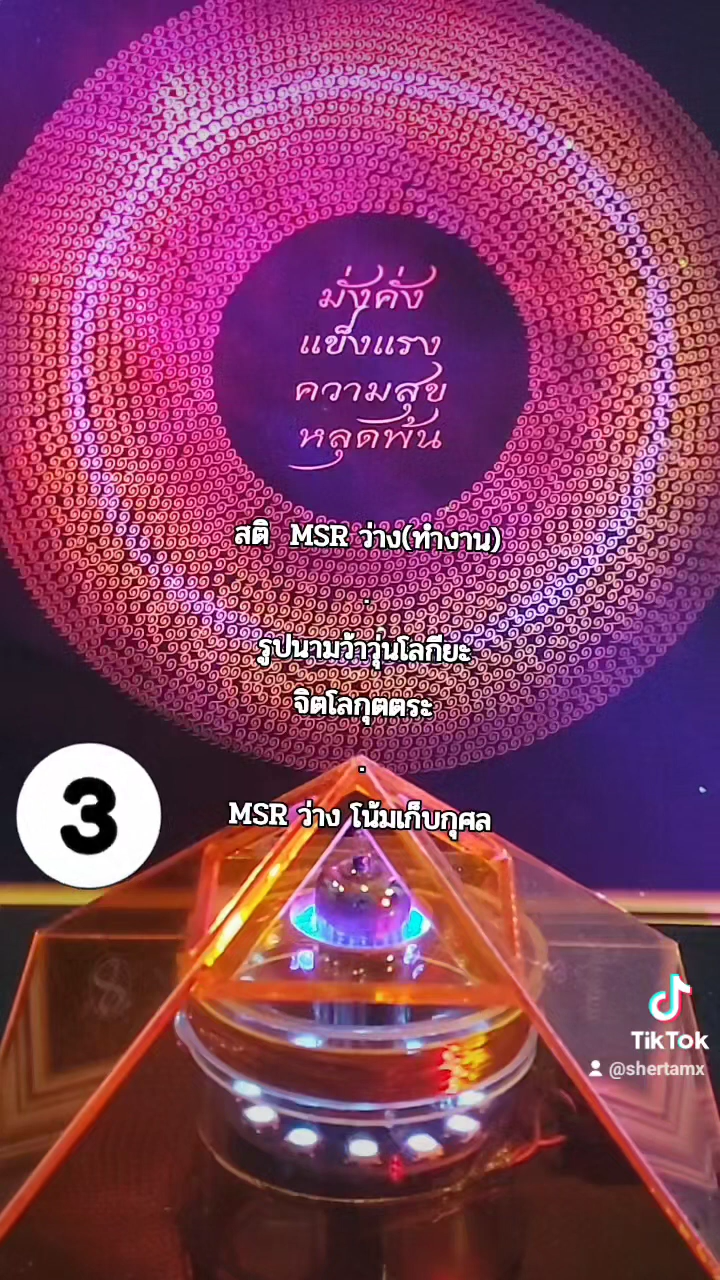 มั่งคั่ง
แข็งแรง
ความสุข
หลุดพ้น
สติ MSR ว่าง(ทำงาน)
.
รูปนามว้าวุ่นโลกียะ
จิตโลกุตตระ
.
MSR ว่าง โน้มเก็บกุศล
3
TikTok
@shertamx